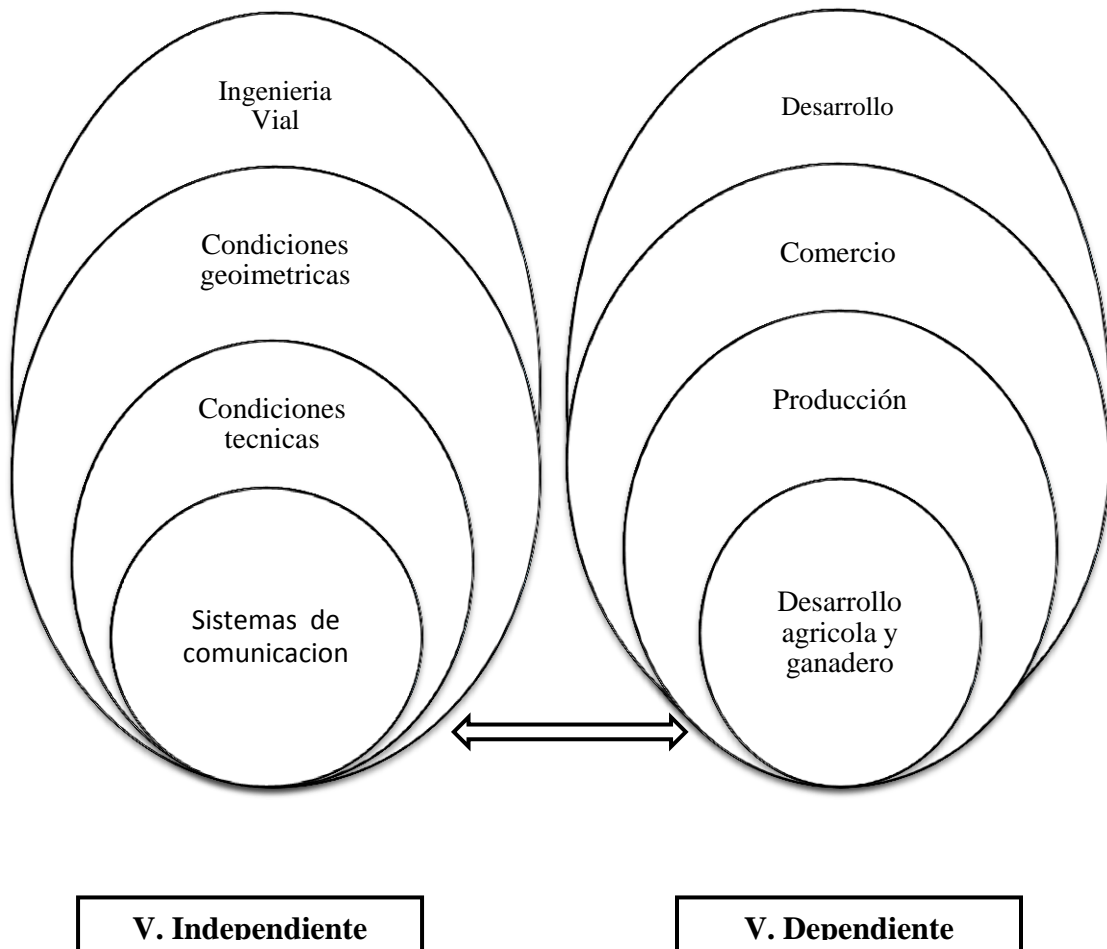 Ingenieria
Vial
Condiciones
geoimetricas
Condiciones
tecnicas
Sistemas de
comunicacion
Desarrollo
Comercio
Producción
Desarrollo
agricola y
ganadero
V. Independiente
V. Dependiente